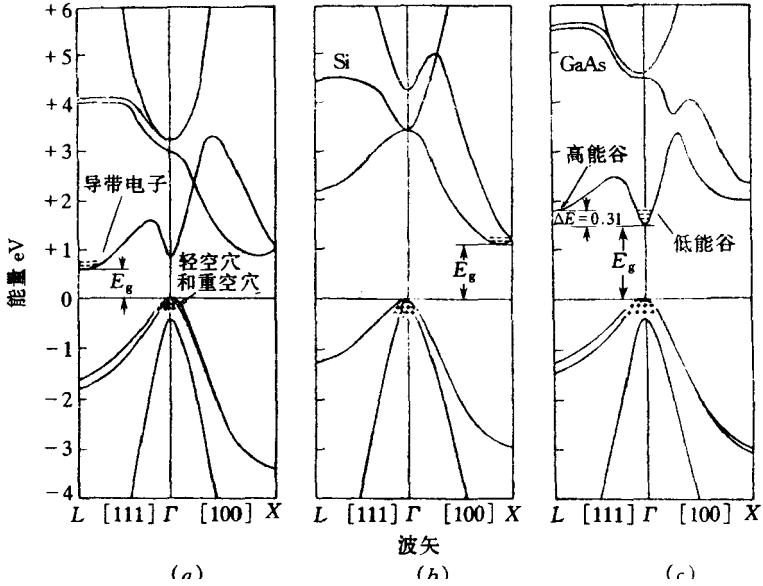 +6
+5
+4
+3
+2
+1
0
−1
−2
−3
−4
能量 eV
导带电子
E_g
轻空穴
和重空穴
L [111] Γ [100] X
(a)
Si
E_g
L [111] Γ [100] X
波矢
(b)
GaAs
高能谷
ΔE=0.31
低能谷
E_g
L [111] Γ [100] X
(c)